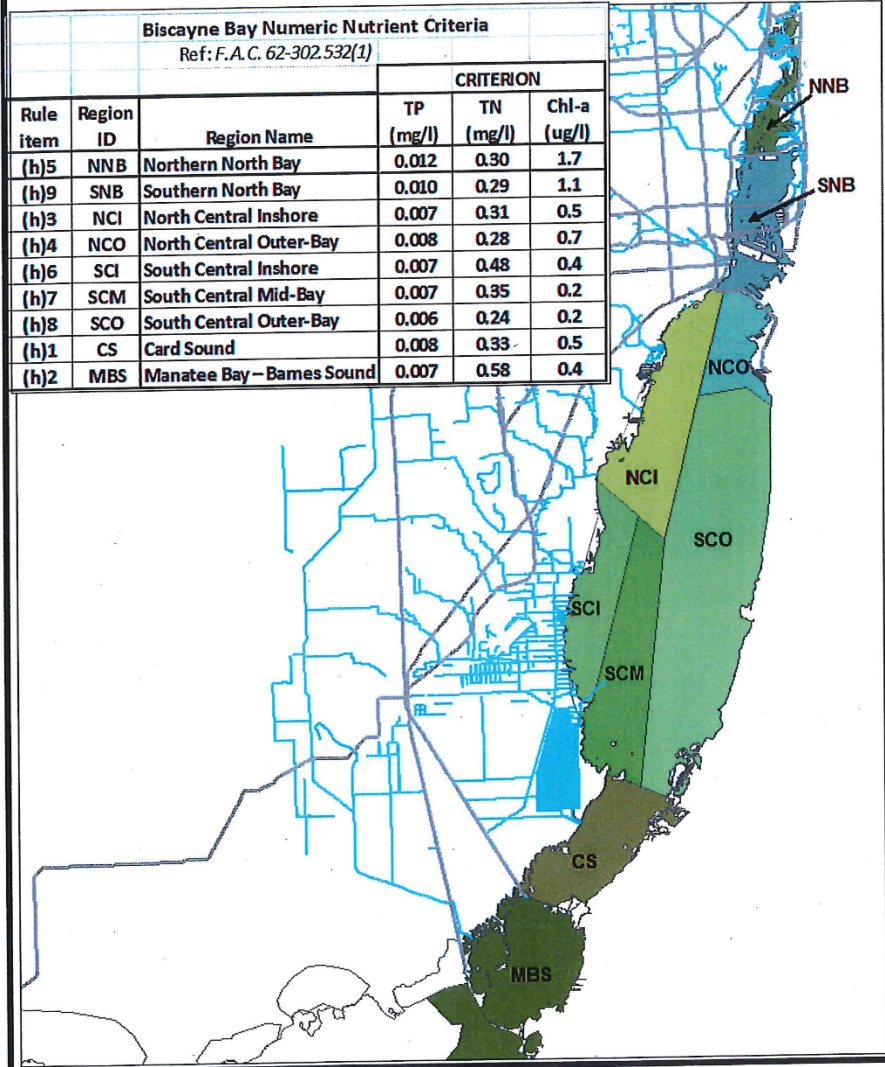 Biscayne Bay Numeric Nutrient Criteria
Ref: F.A.C. 62-302.532(1)
CRITERION
Rule item Region ID Region Name TP (mg/l) TN (mg/l) Chl-a (ug/l)
(h)5 NNB Northern North Bay 0.012 0.30 1.7
(h)9 SNB Southern North Bay 0.010 0.29 1.1
(h)3 NCI North Central Inshore 0.007 0.31 0.5
(h)4 NCO North Central Outer-Bay 0.008 0.28 0.7
(h)6 SCI South Central Inshore 0.007 0.48 0.4
(h)7 SCM South Central Mid-Bay 0.007 0.35 0.2
(h)8 SCO South Central Outer-Bay 0.006 0.24 0.2
(h)1 CS Card Sound 0.008 0.33 0.5
(h)2 MBS Manatee Bay – Barnes Sound 0.007 0.58 0.4
NNB
SNB
NCO
NCI
SCO
SCI
SCM
CS
MBS